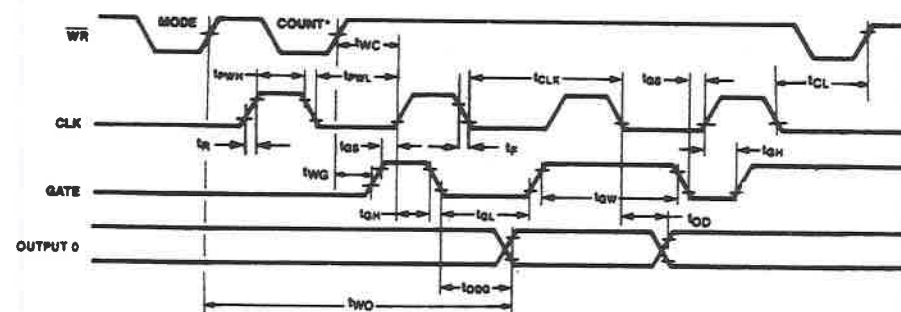 MODE COUNT*
WR
tWC
tPWH tPWL tCLK tGS tCL
CLK
tR tGS tF tGH
tWG
GATE
tGH tGL tGW tOD
OUTPUT 0
tODG
tWO